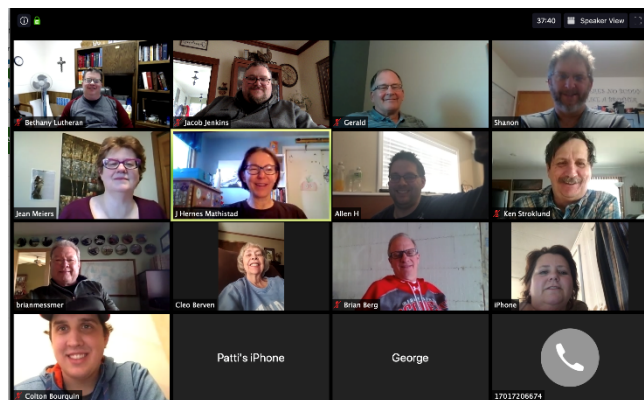 37:40
Speaker View
Bethany Lutheran
Jacob Jenkins
Gerald
Shanon
Jean Meiers
J Hernes Mathistad
Allen H
Ken Stroklund
brianmessmer
Cleo Berven
Brian Berg
iPhone
Colton Bourquin
Patti's iPhone
George
17017206674